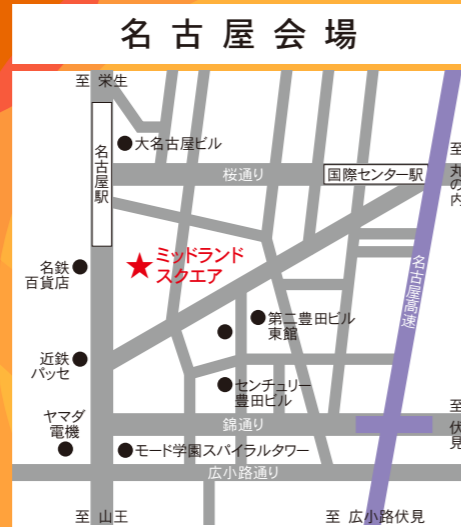 名古屋会場
至 栄生
大名古屋ビル
名古屋駅
桜通り
国際センター駅
至
丸の内
ミッドランド
スクエア
名鉄
百貨店
名古屋高速
第二豊田ビル
東館
近鉄
パッセ
センチュリー
豊田ビル
ヤマダ
電機
錦通り
至
伏見
モード学園スパイラルタワー
広小路通り
至 山王
至 広小路伏見